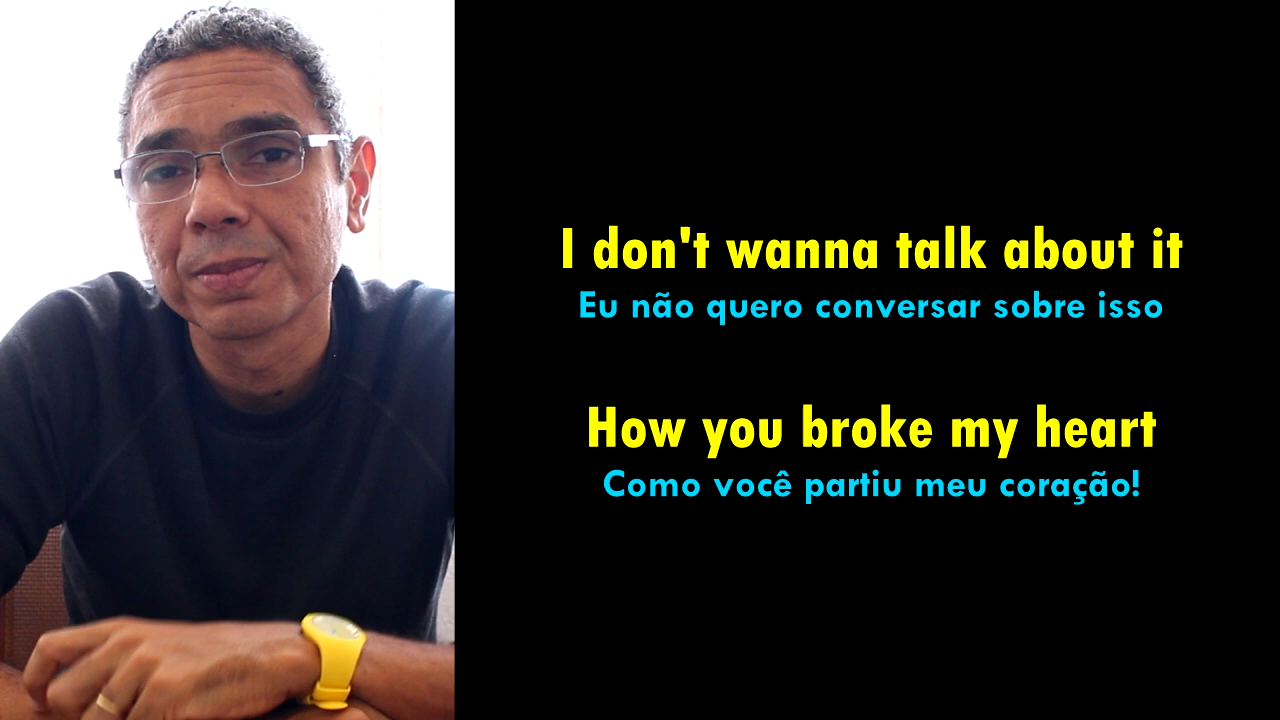 I don't wanna talk about it
Eu não quero conversar sobre isso
How you broke my heart
Como você partiu meu coração!